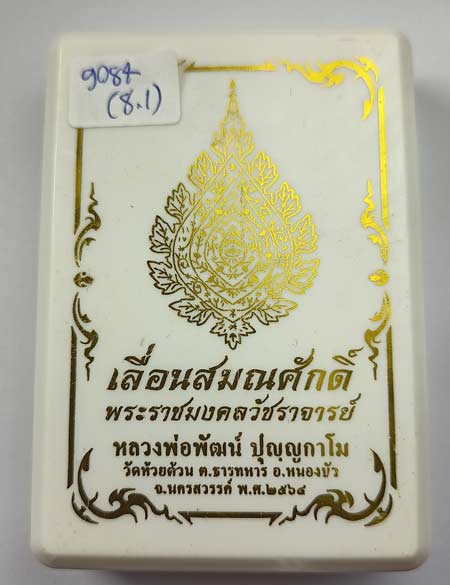 9084
(8.1)
เลื่อนสมณศักดิ์
พระราชมงคลวัชราจารย์
หลวงพ่อพัฒน์ ปุญฺญกาโม
วัดห้วยด้วน ต.ธารทหาร อ.หนองบัว
จ.นครสวรรค์ พ.ศ.๒๕๖๔